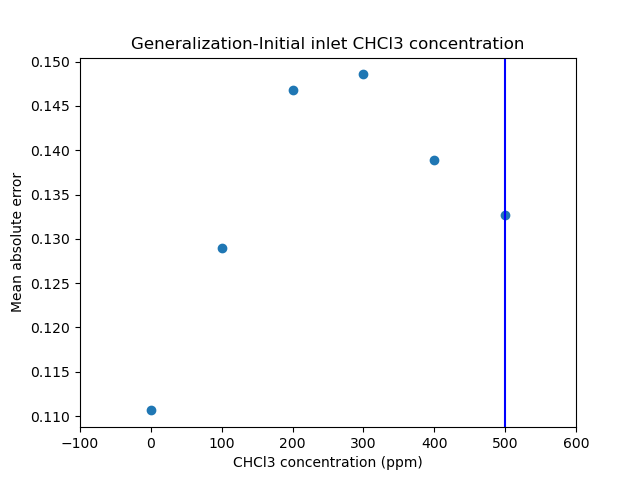 Generalization-Initial inlet CHCl3 concentration
0.150
0.145
0.140
0.135
0.130
0.125
0.120
0.115
0.110
Mean absolute error
−100 0 100 200 300 400 500 600
CHCl3 concentration (ppm)